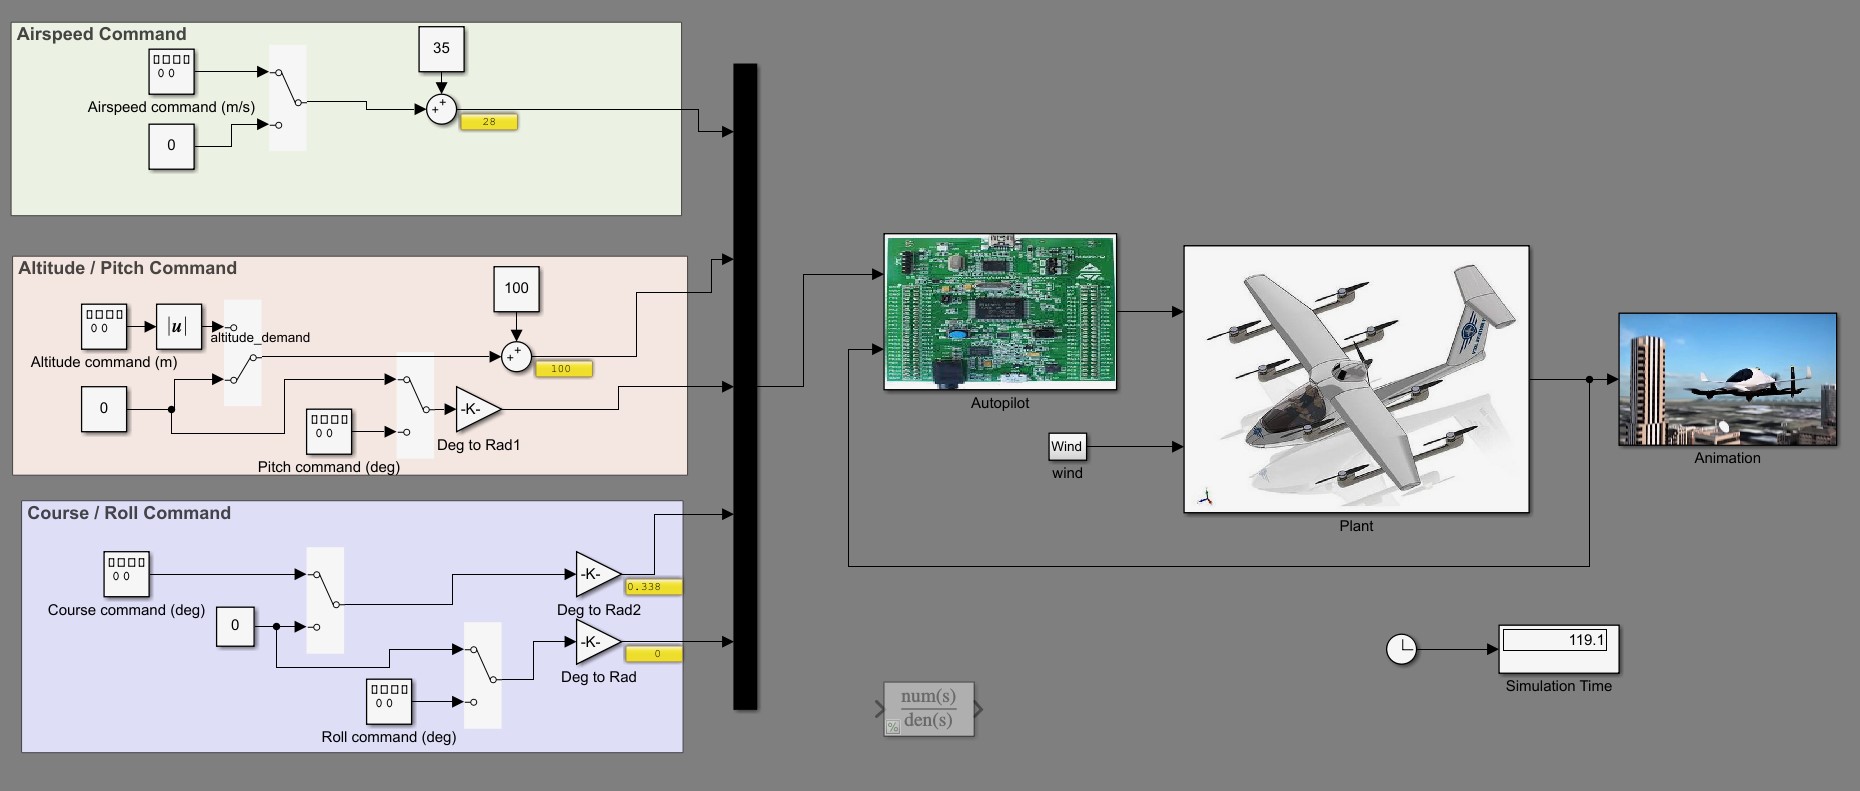 Airspeed Command
35
Airspeed command (m/s)
28
0
Altitude / Pitch Command
100
|u|
altitude_demand
Altitude command (m)
100
0
-K-
Deg to Rad1
Pitch command (deg)
Course / Roll Command
-K-
0.338
Course command (deg)
Deg to Rad2
0
-K-
0
Deg to Rad
Roll command (deg)
Autopilot
Wind
wind
Plant
Animation
num(s)
den(s)
%
119.1
Simulation Time